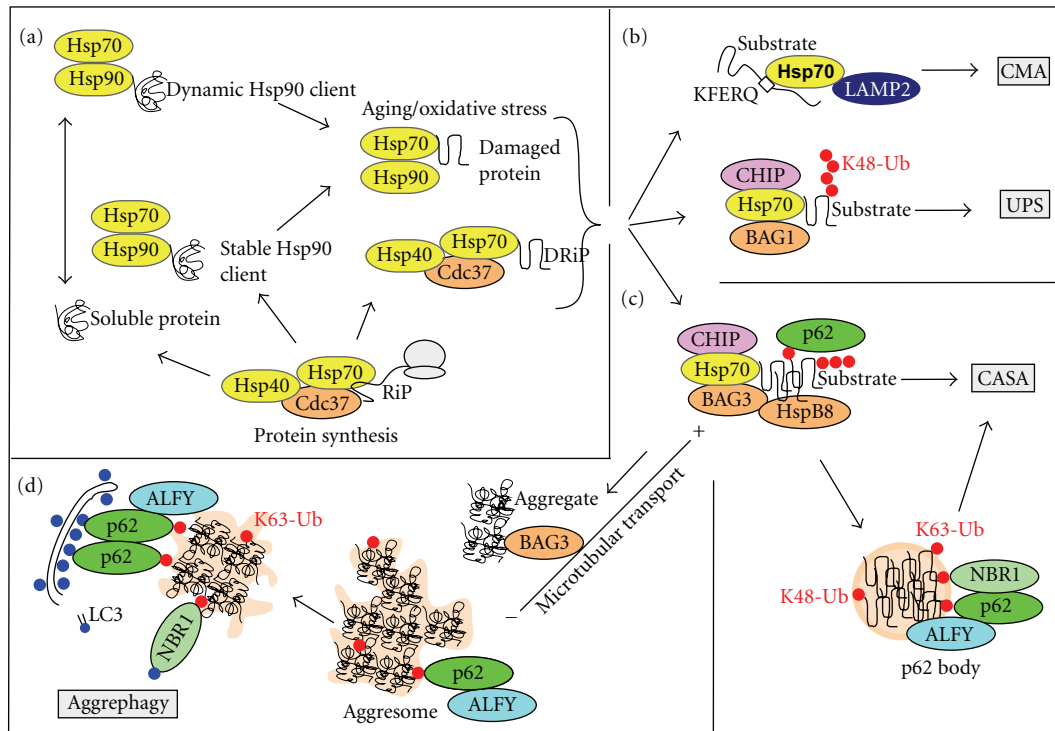 (a)
Hsp70
Hsp90
Dynamic Hsp90 client
Aging/oxidative stress
Hsp70
Hsp90
Damaged
protein
Hsp70
Hsp90
Stable Hsp90
client
Hsp40
Hsp70
Cdc37
DRiP
Soluble protein
Hsp40
Hsp70
Cdc37
RiP
Protein synthesis
(b)
Substrate
Hsp70
KFERQ
LAMP2
CMA
K48-Ub
CHIP
Hsp70
Substrate
BAG1
UPS
(c)
p62
CHIP
Hsp70
Substrate
BAG3
HspB8
CASA
+
Microtubular transport
−
K63-Ub
K48-Ub
NBR1
p62
ALFY
p62 body
(d)
ALFY
p62
p62
K63-Ub
LC3
NBR1
Aggrephagy
Aggregate
BAG3
p62
ALFY
Aggresome